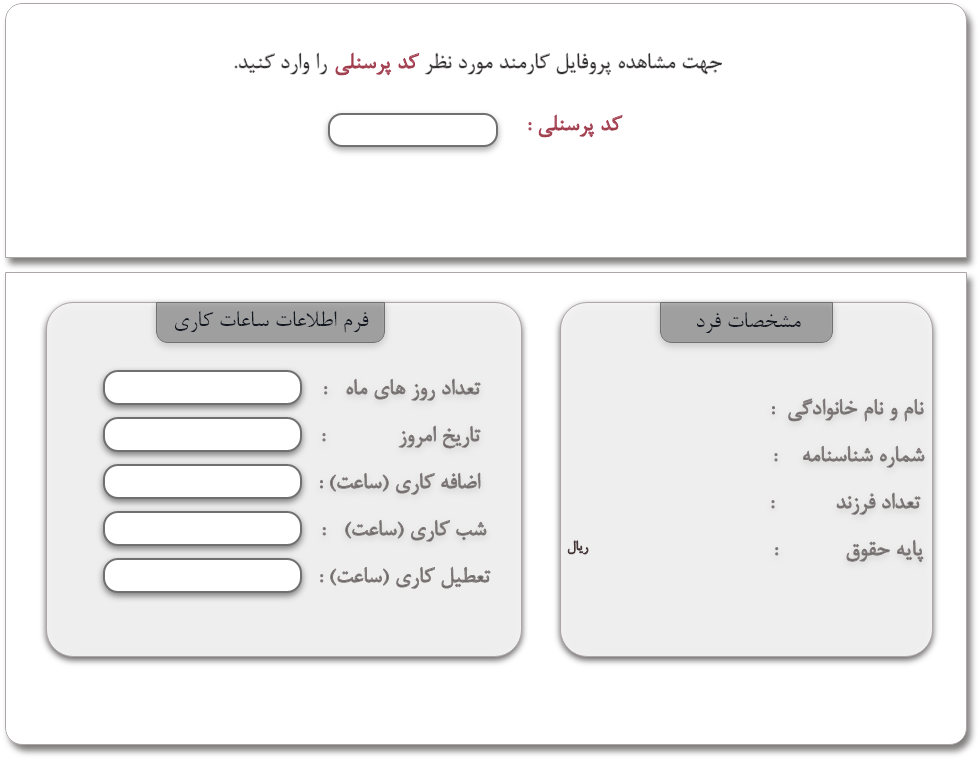 جهت مشاهده پروفایل کارمند مورد نظر کد پرسنلی را وارد کنید.
کد پرسنلی :
مشخصات فرد
نام و نام خانوادگی :
شماره شناسنامه :
تعداد فرزند :
پایه حقوق : ریال
فرم اطلاعات ساعات کاری
تعداد روز های ماه :
تاریخ امروز :
اضافه کاری (ساعت) :
شب کاری (ساعت) :
تعطیل کاری (ساعت) :